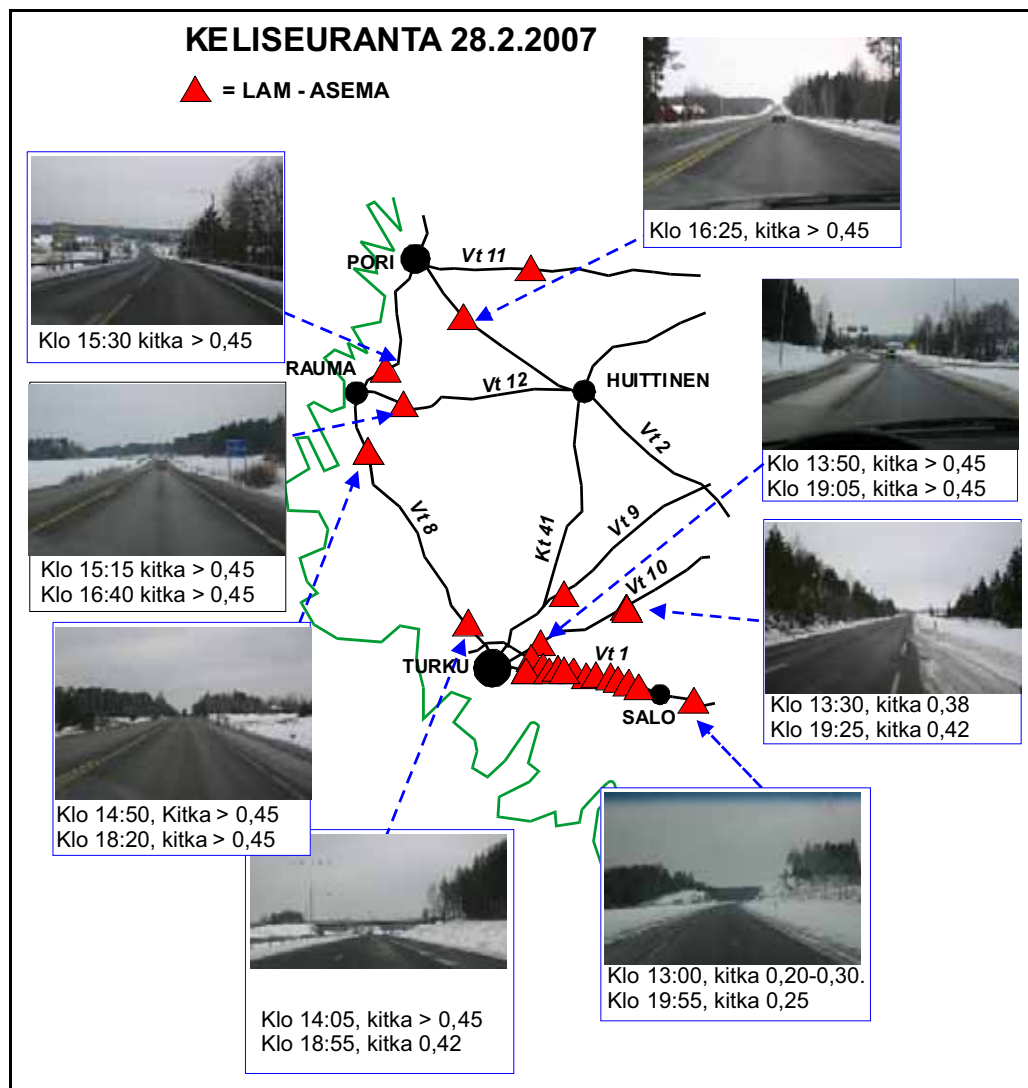 KELISEURANTA 28.2.2007
= LAM - ASEMA
Klo 16:25, kitka > 0,45
Klo 15:30 kitka > 0,45
PORI
Vt 11
RAUMA
Vt 12
HUITTINEN
Vt 2
Klo 13:50, kitka > 0,45
Klo 19:05, kitka > 0,45
Klo 15:15 kitka > 0,45
Klo 16:40 kitka > 0,45
Vt 8
Kt 41
Vt 9
Vt 10
TURKU
Vt 1
SALO
Klo 13:30, kitka 0,38
Klo 19:25, kitka 0,42
Klo 14:50, Kitka > 0,45
Klo 18:20, kitka > 0,45
Klo 13:00, kitka 0,20-0,30.
Klo 19:55, kitka 0,25
Klo 14:05, kitka > 0,45
Klo 18:55, kitka 0,42